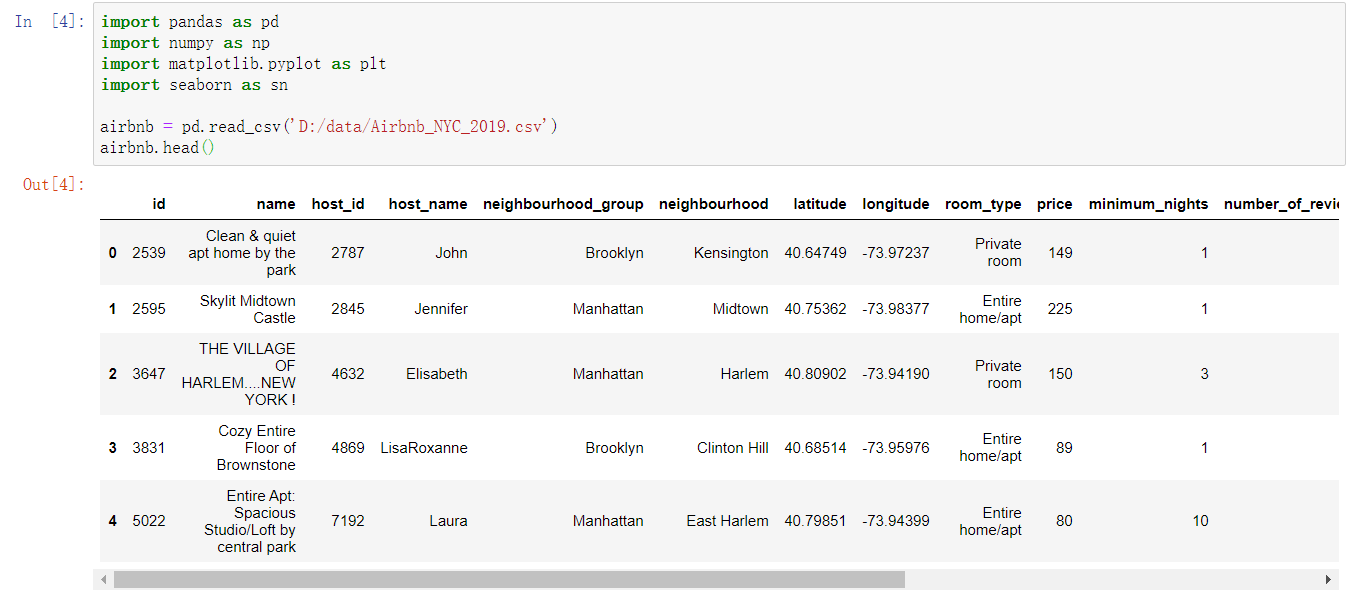 In [4]:
import pandas as pd
import numpy as np
import matplotlib.pyplot as plt
import seaborn as sn
airbnb = pd.read_csv('D:/data/Airbnb_NYC_2019.csv')
airbnb.head()
Out[4]:
id name host_id host_name neighbourhood_group neighbourhood latitude longitude room_type price minimum_nights number_of_revi
0 2539 Clean & quiet apt home by the park 2787 John Brooklyn Kensington 40.64749 -73.97237 Private room 149 1
1 2595 Skylit Midtown Castle 2845 Jennifer Manhattan Midtown 40.75362 -73.98377 Entire home/apt 225 1
2 3647 THE VILLAGE OF HARLEM....NEW YORK ! 4632 Elisabeth Manhattan Harlem 40.80902 -73.94190 Private room 150 3
3 3831 Cozy Entire Floor of Brownstone 4869 LisaRoxanne Brooklyn Clinton Hill 40.68514 -73.95976 Entire home/apt 89 1
4 5022 Entire Apt: Spacious Studio/Loft by central park 7192 Laura Manhattan East Harlem 40.79851 -73.94399 Entire home/apt 80 10